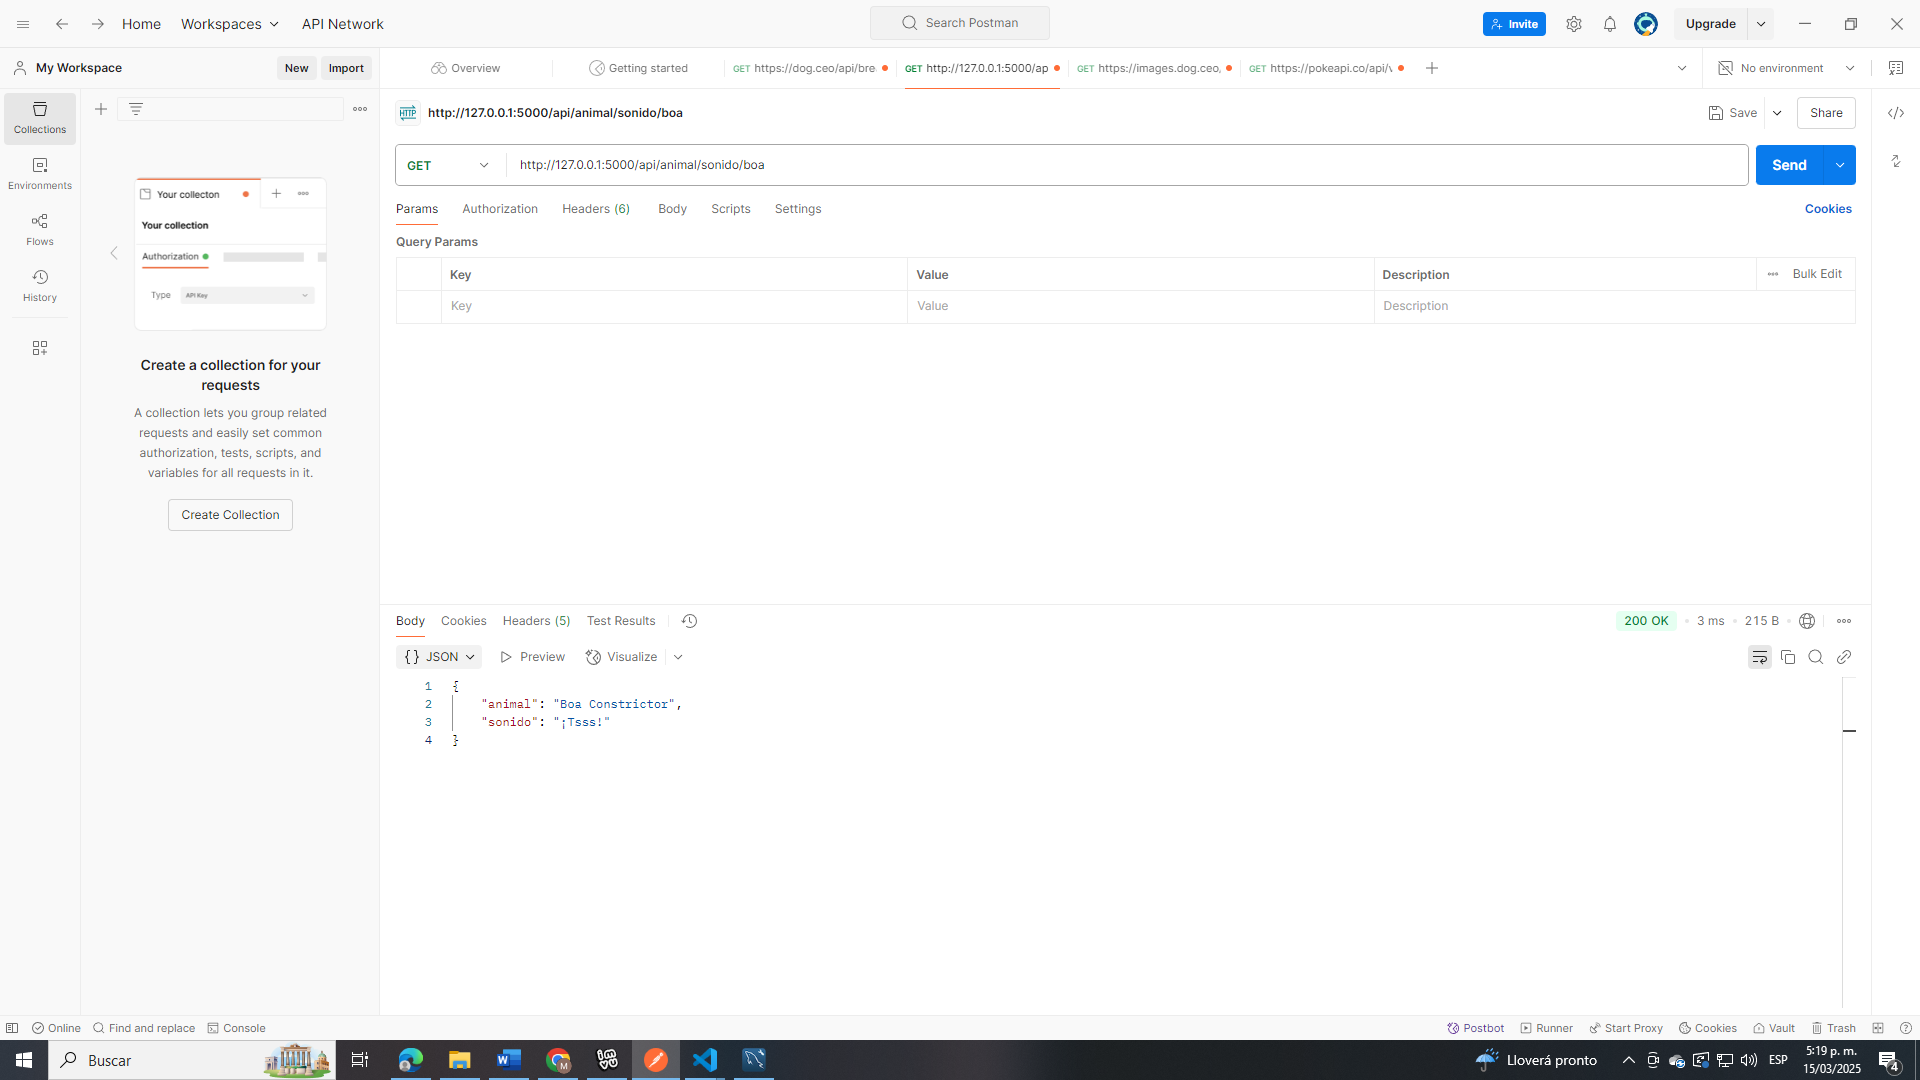 Home
Workspaces
API Network
Search Postman
Invite
Upgrade
My Workspace
New
Import
Overview
Getting started
GET https://dog.ceo/api/bre
GET http://127.0.0.1:5000/ap
GET https://images.dog.ceo,
GET https://pokeapi.co/api/v
No environment
Collections
Environments
Flows
History
Your collecton
Your collection
Authorization
Type
API Key
Create a collection for your
requests
A collection lets you group related
requests and easily set common
authorization, tests, scripts, and
variables for all requests in it.
Create Collection
HTTP
http://127.0.0.1:5000/api/animal/sonido/boa
Save
Share
GET
http://127.0.0.1:5000/api/animal/sonido/boa
Send
Params
Authorization
Headers (6)
Body
Scripts
Settings
Cookies
Query Params
Key
Value
Description
Bulk Edit
Key
Value
Description
Body
Cookies
Headers (5)
Test Results
200 OK
3 ms
215 B
{} JSON
Preview
Visualize
1 {
2 "animal": "Boa Constrictor",
3 "sonido": "¡Tsss!"
4 }
Online
Find and replace
Console
Postbot
Runner
Start Proxy
Cookies
Vault
Trash
Buscar
M
Lloverá pronto
ESP
5:19 p. m.
15/03/2025
4